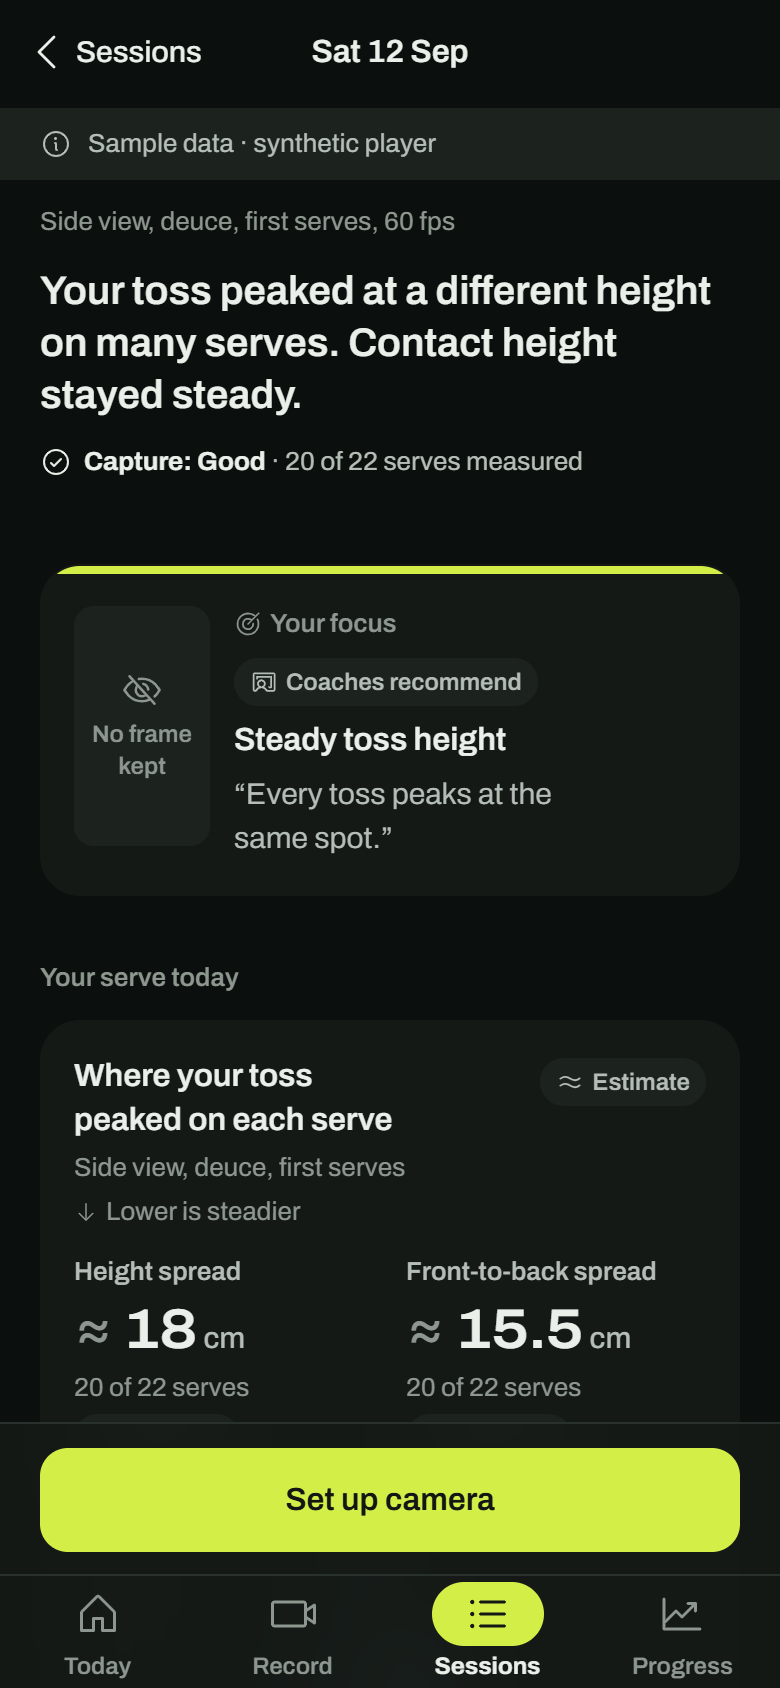 Sessions
Sat 12 Sep
Sample data · synthetic player
Side view, deuce, first serves, 60 fps
Your toss peaked at a different height
on many serves. Contact height
stayed steady.
Capture: Good · 20 of 22 serves measured
No frame
kept
Your focus
Coaches recommend
Steady toss height
“Every toss peaks at the
same spot.”
Your serve today
Where your toss
peaked on each serve
≈ Estimate
Side view, deuce, first serves
↓ Lower is steadier
Height spread
≈ 18 cm
20 of 22 serves
Front-to-back spread
≈ 15.5 cm
20 of 22 serves
Set up camera
Today
Record
Sessions
Progress